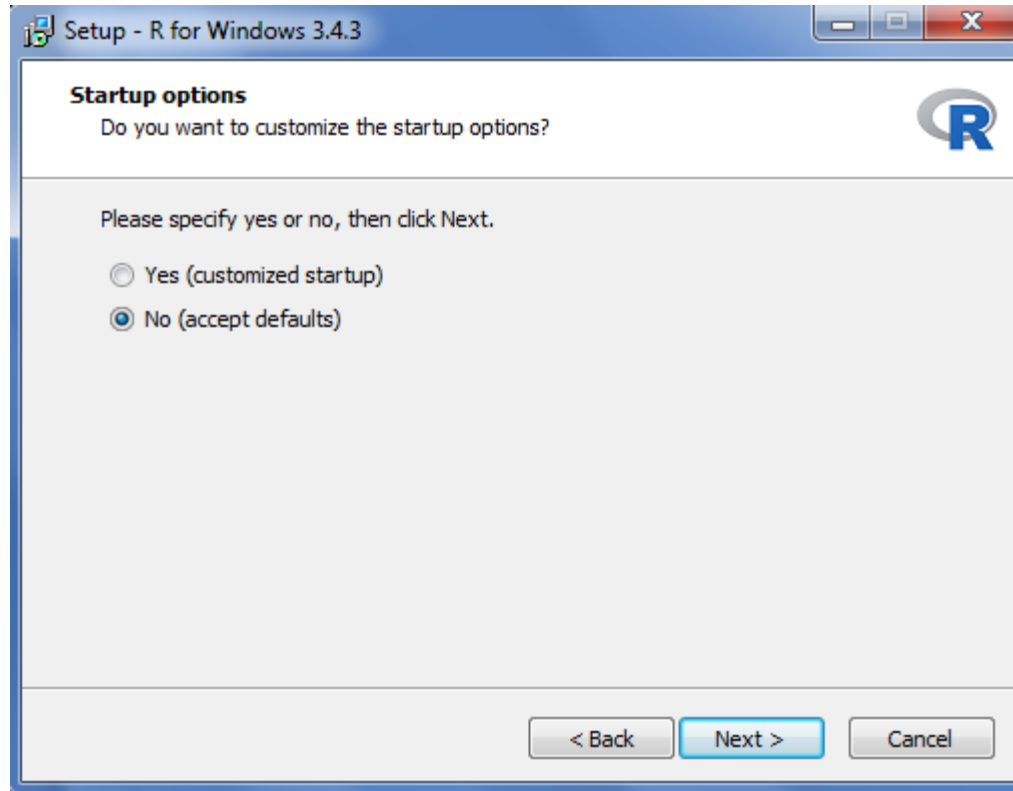 Setup - R for Windows 3.4.3
Startup options
Do you want to customize the startup options?
R
Please specify yes or no, then click Next.
Yes (customized startup)
No (accept defaults)
< Back
Next >
Cancel